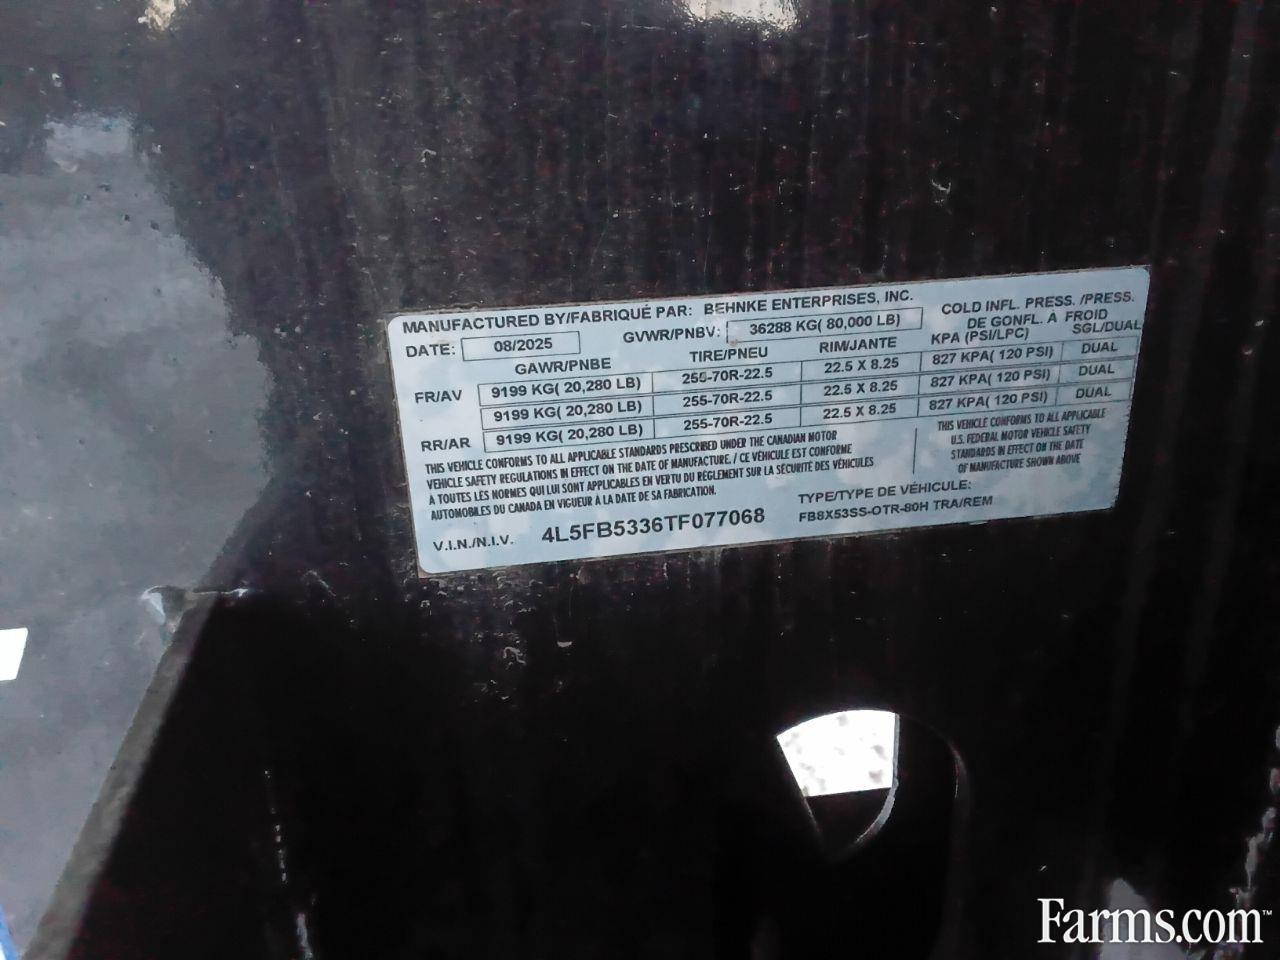 MANUFACTURED BY/FABRIQUÉ PAR: BEHNKE ENTERPRISES, INC.
DATE: 08/2025 GVWR/PNBV: 36288 KG( 80,000 LB)
COLD INFL. PRESS. /PRESS.
DE GONFL. À FROID
GAWR/PNBE TIRE/PNEU RIM/JANTE KPA (PSI/LPC) SGL/DUAL
FR/AV 9199 KG( 20,280 LB) 255-70R-22.5 22.5 X 8.25 827 KPA( 120 PSI) DUAL
9199 KG( 20,280 LB) 255-70R-22.5 22.5 X 8.25 827 KPA( 120 PSI) DUAL
RR/AR 9199 KG( 20,280 LB) 255-70R-22.5 22.5 X 8.25 827 KPA( 120 PSI) DUAL
THIS VEHICLE CONFORMS TO ALL APPLICABLE STANDARDS PRESCRIBED UNDER THE CANADIAN MOTOR
VEHICLE SAFETY REGULATIONS IN EFFECT ON THE DATE OF MANUFACTURE. / CE VÉHICULE EST CONFORME
À TOUTES LES NORMES QUI LUI SONT APPLICABLES EN VERTU DU RÈGLEMENT SUR LA SÉCURITÉ DES VÉHICULES
AUTOMOBILES DU CANADA EN VIGUEUR À LA DATE DE SA FABRICATION.
THIS VEHICLE CONFORMS TO ALL APPLICABLE
U.S. FEDERAL MOTOR VEHICLE SAFETY
STANDARDS IN EFFECT ON THE DATE
OF MANUFACTURE SHOWN ABOVE
V.I.N./N.I.V. 4L5FB5336TF077068
TYPE/TYPE DE VÉHICULE:
FB8X53SS-OTR-80H TRA/REM
Farms.com™